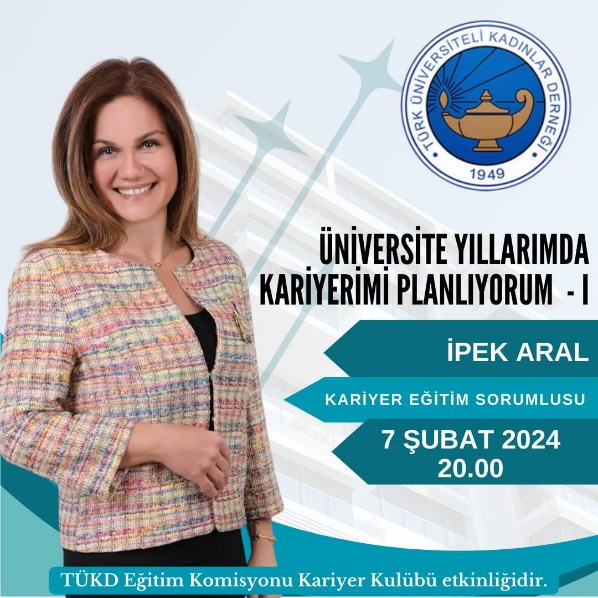 TÜRK ÜNİVERSİTELİ KADINLAR DERNEĞİ
1949
ÜNİVERSİTE YILLARIMDA
KARİYERİMİ PLANLIYORUM - I
İPEK ARAL
KARİYER EĞİTİM SORUMLUSU
7 ŞUBAT 2024
20.00
TÜKD Eğitim Komisyonu Kariyer Kulübü etkinliğidir.